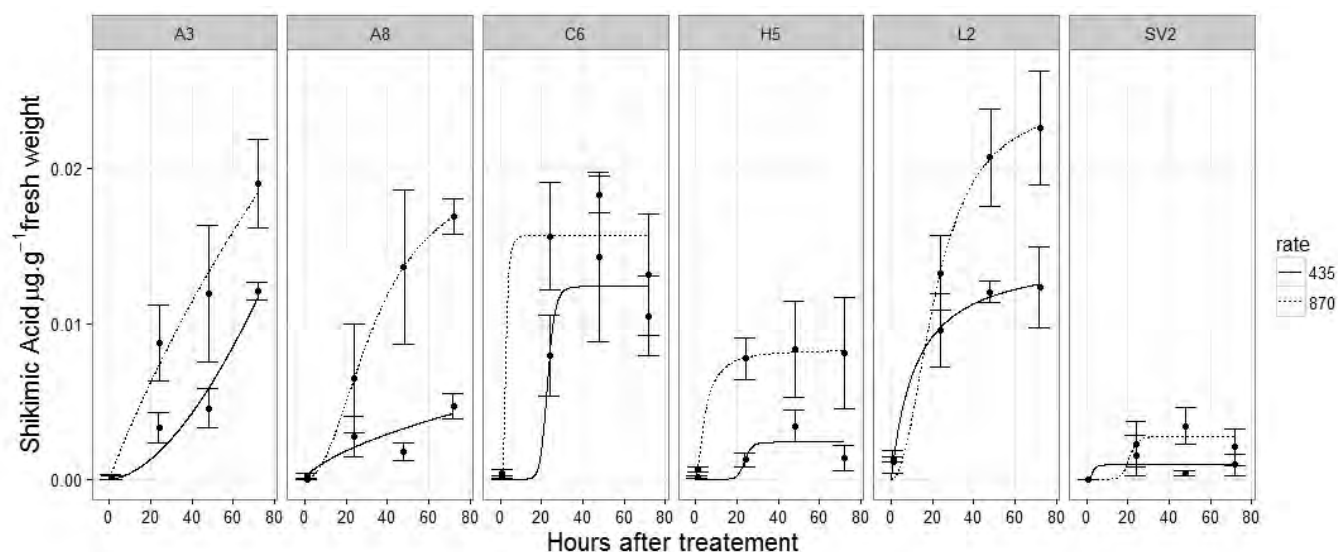 A3 A8 C6 H5 L2 SV2
Shikimic Acid µg.g⁻¹fresh weight
0.02
0.01
0.00
0 20 40 60 80 0 20 40 60 80 0 20 40 60 80 0 20 40 60 80 0 20 40 60 80 0 20 40 60 80
Hours after treatement
rate
435
870